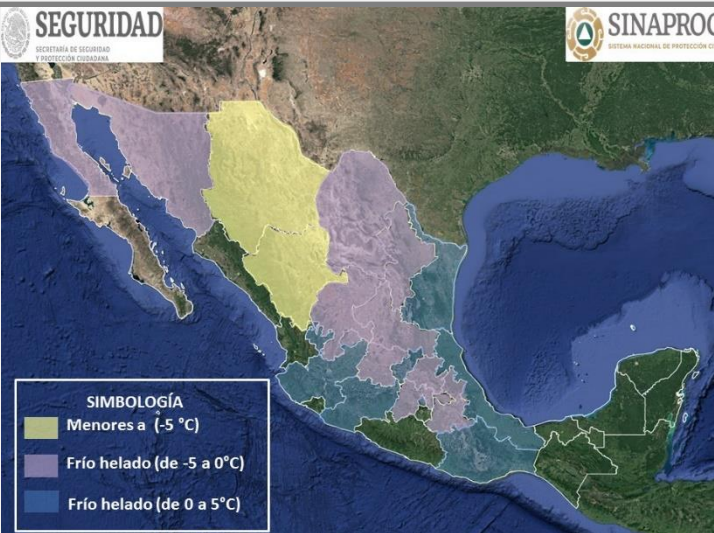 SEGURIDAD
SECRETARÍA DE SEGURIDAD
Y PROTECCIÓN CIUDADANA
SINAPROC
SISTEMA NACIONAL DE PROTECCIÓN CI
SIMBOLOGÍA
Menores a (-5 °C)
Frío helado (de -5 a 0°C)
Frío helado (de 0 a 5°C)